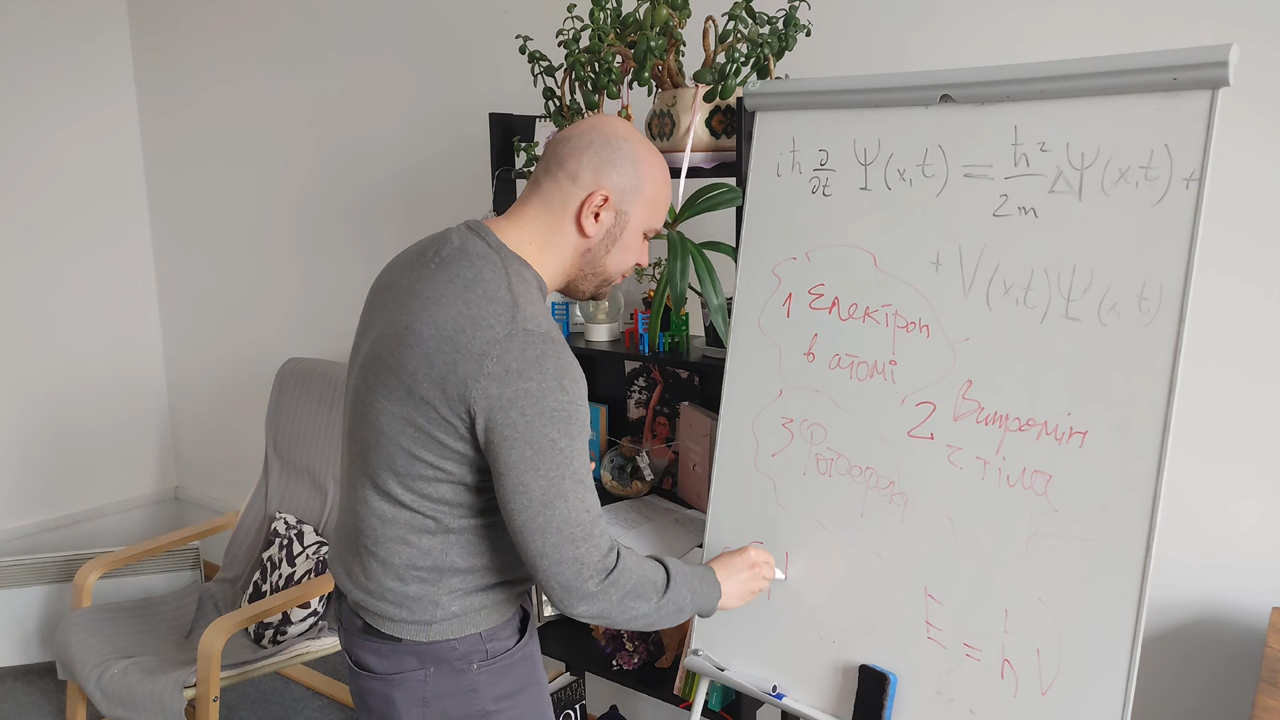 iħ ∂/∂t Ψ(x,t) = ħ²/2m ΔΨ(x,t) +
+ V(x,t)Ψ(x,t)
1 Електрон
в атомі
2 Випромін
ч. тіла
3 Фотоефект
E = hν